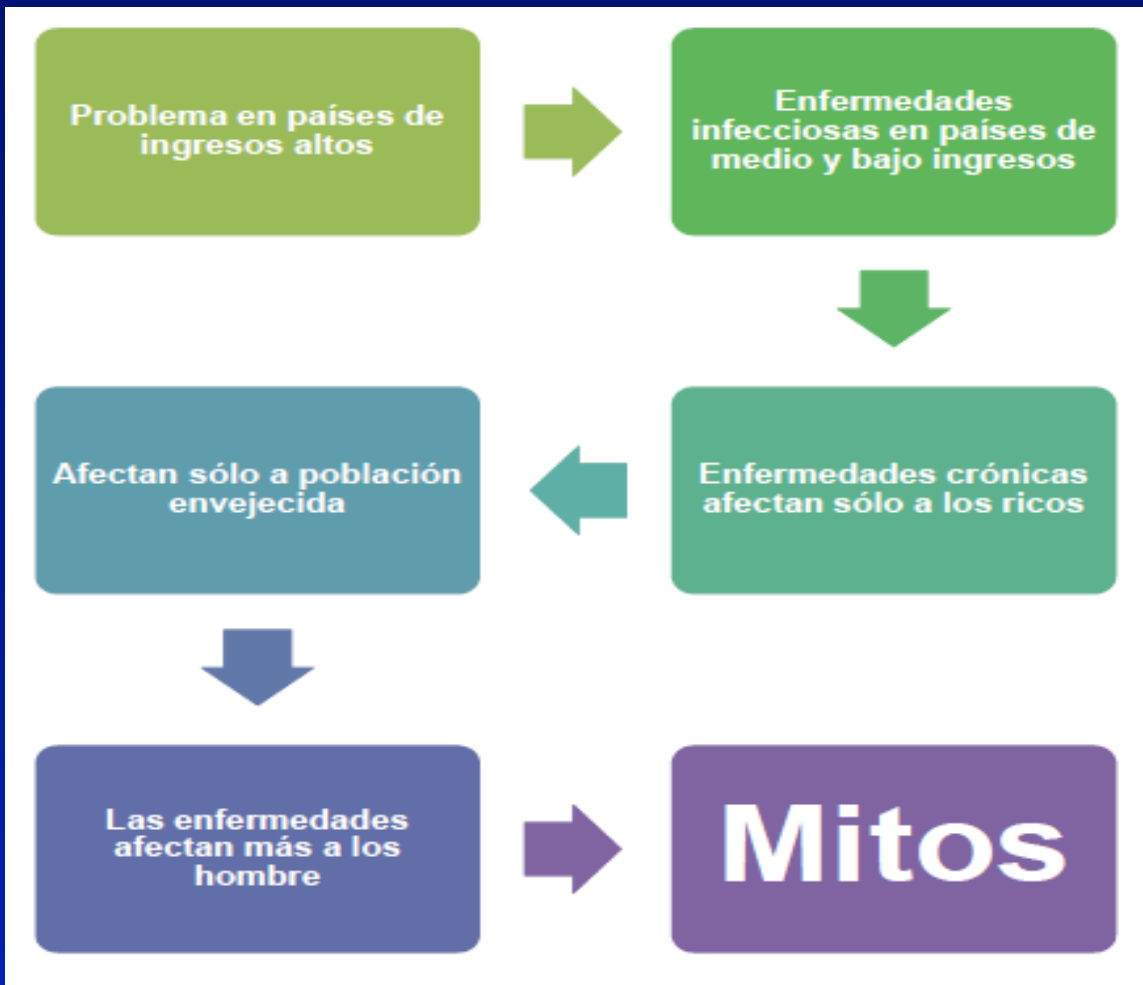 Problema en países de
ingresos altos
Enfermedades
infecciosas en países de
medio y bajo ingresos
Enfermedades crónicas
afectan sólo a los ricos
Afectan sólo a población
envejecida
Las enfermedades
afectan más a los
hombre
Mitos